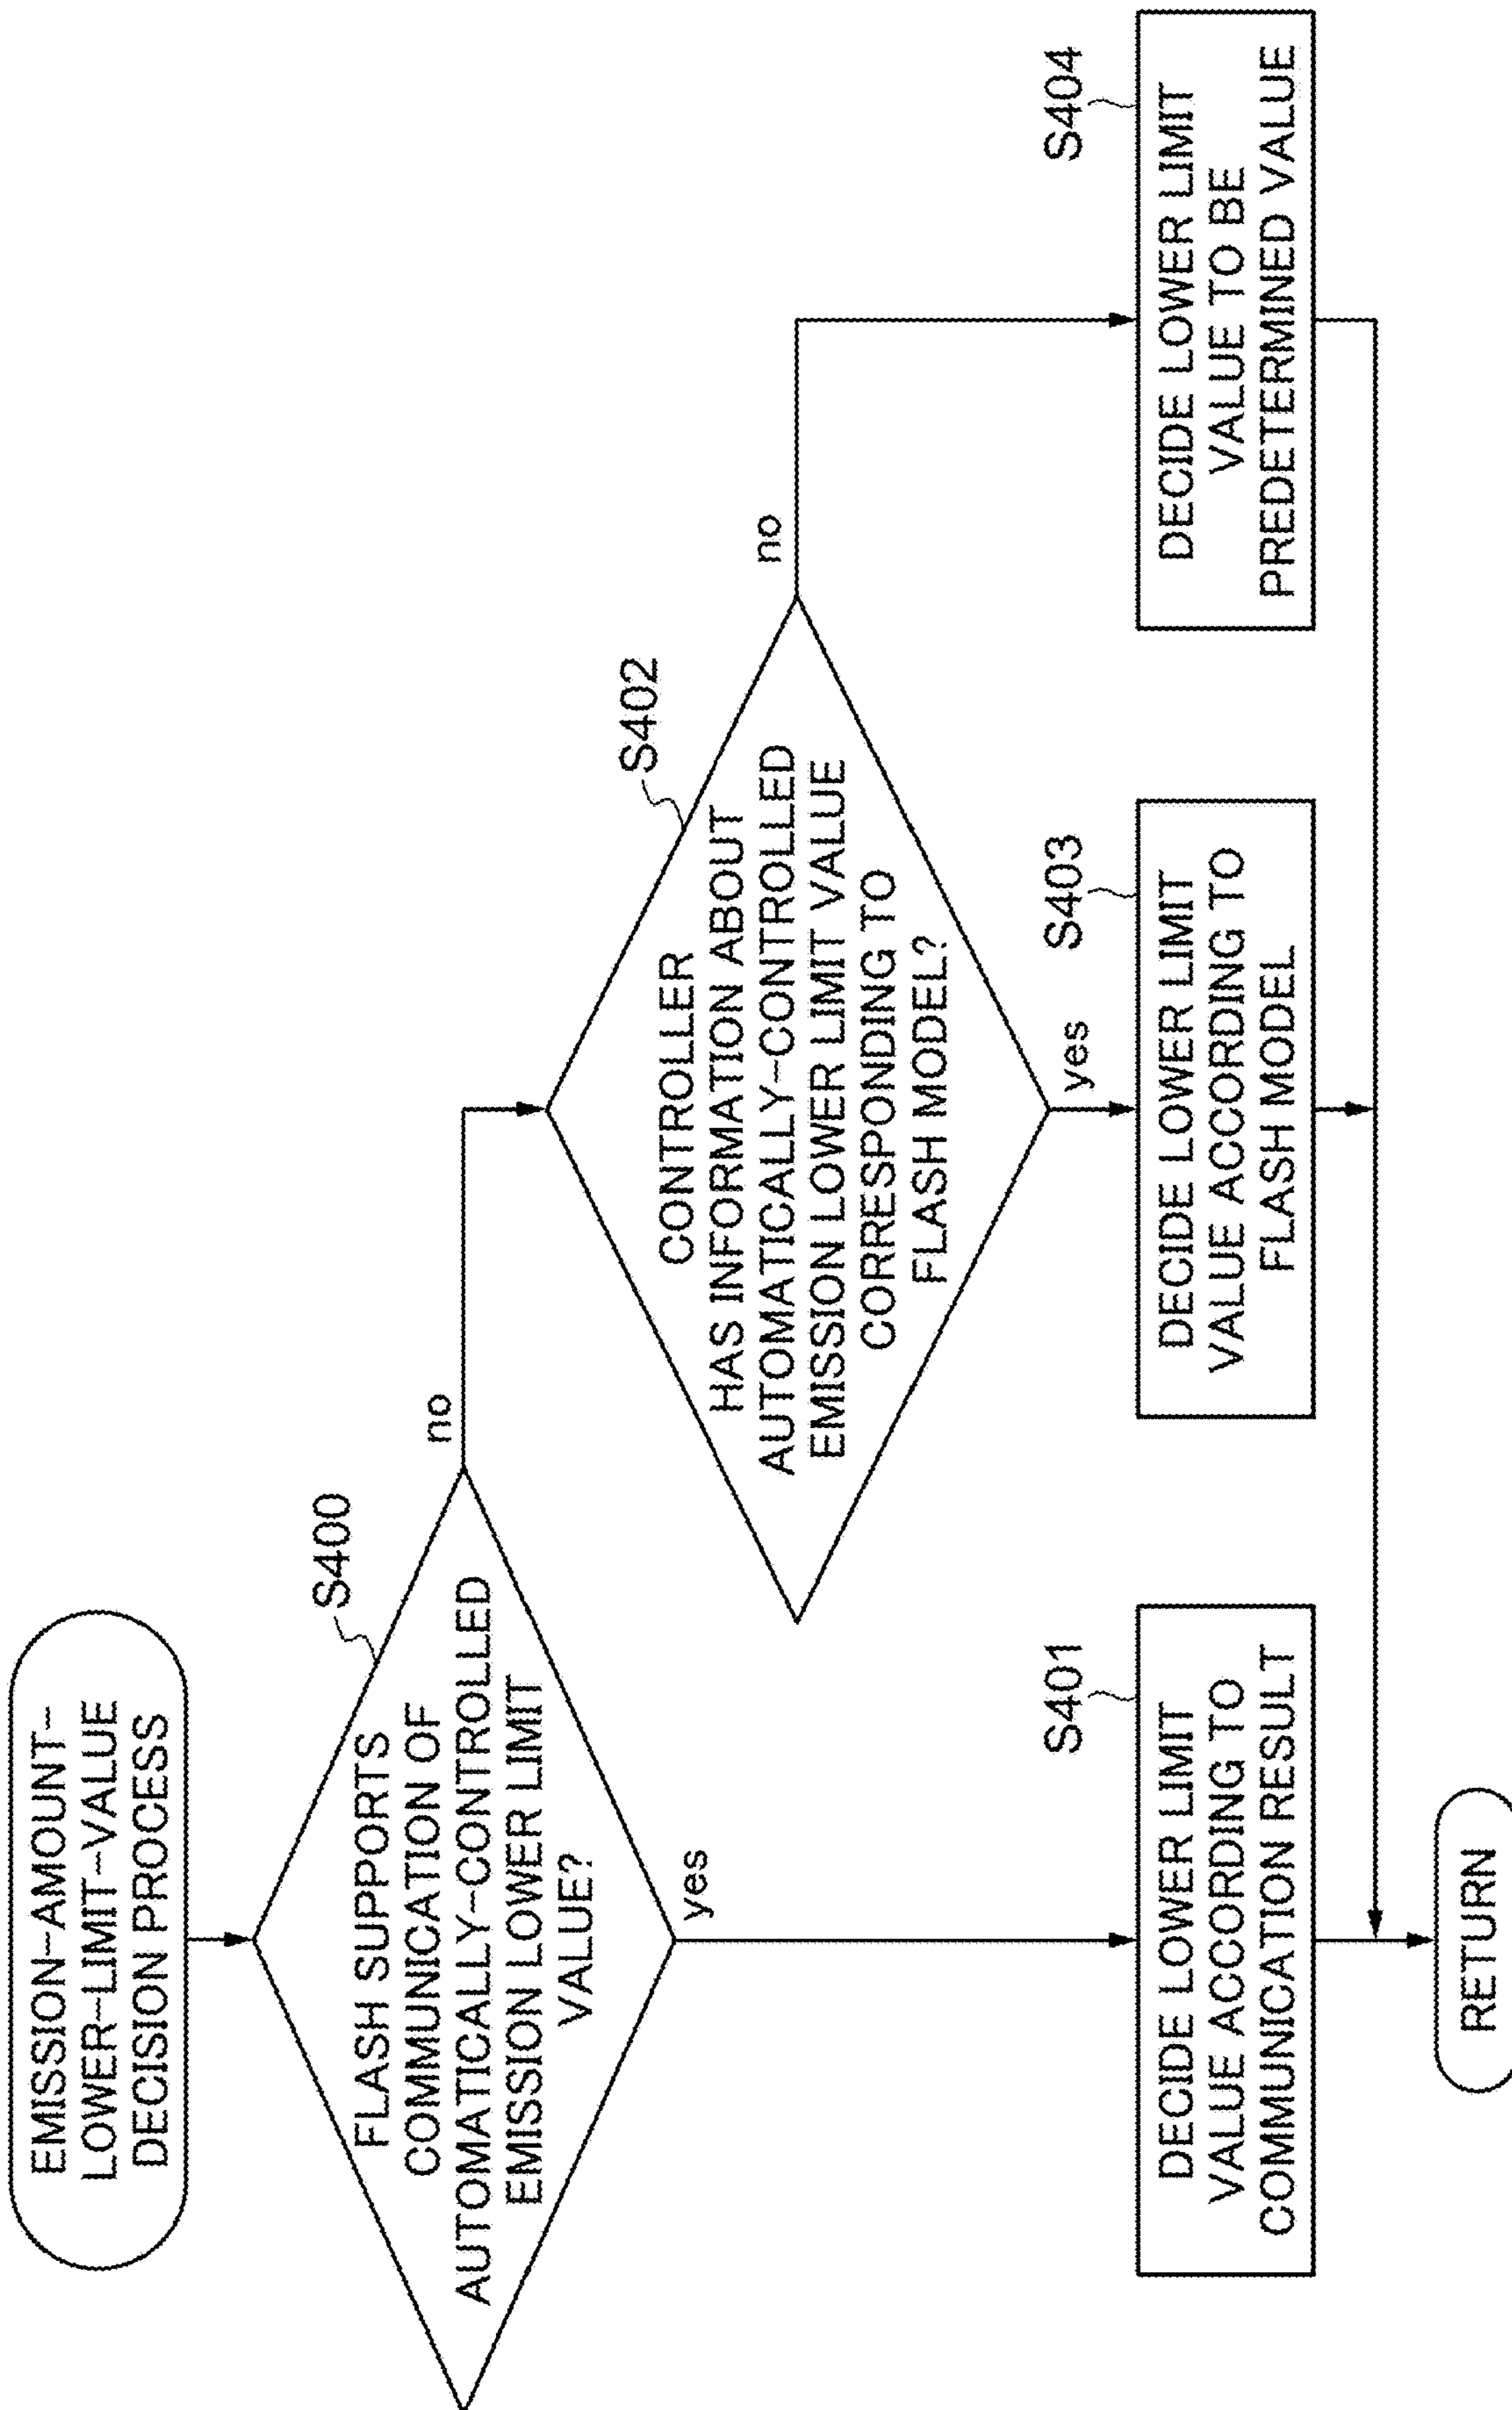 EMISSION-AMOUNT-
LOWER-LIMIT-VALUE
DECISION PROCESS
S400
FLASH SUPPORTS
COMMUNICATION OF
AUTOMATICALLY-CONTROLLED
EMISSION LOWER LIMIT
VALUE?
no
yes
S402
CONTROLLER
HAS INFORMATION ABOUT
AUTOMATICALLY-CONTROLLED
EMISSION LOWER LIMIT VALUE
CORRESPONDING TO
FLASH MODEL?
no
yes
S401
DECIDE LOWER LIMIT
VALUE ACCORDING TO
COMMUNICATION RESULT
S403
DECIDE LOWER LIMIT
VALUE ACCORDING TO
FLASH MODEL
S404
DECIDE LOWER LIMIT
VALUE TO BE
PREDETERMINED VALUE
RETURN